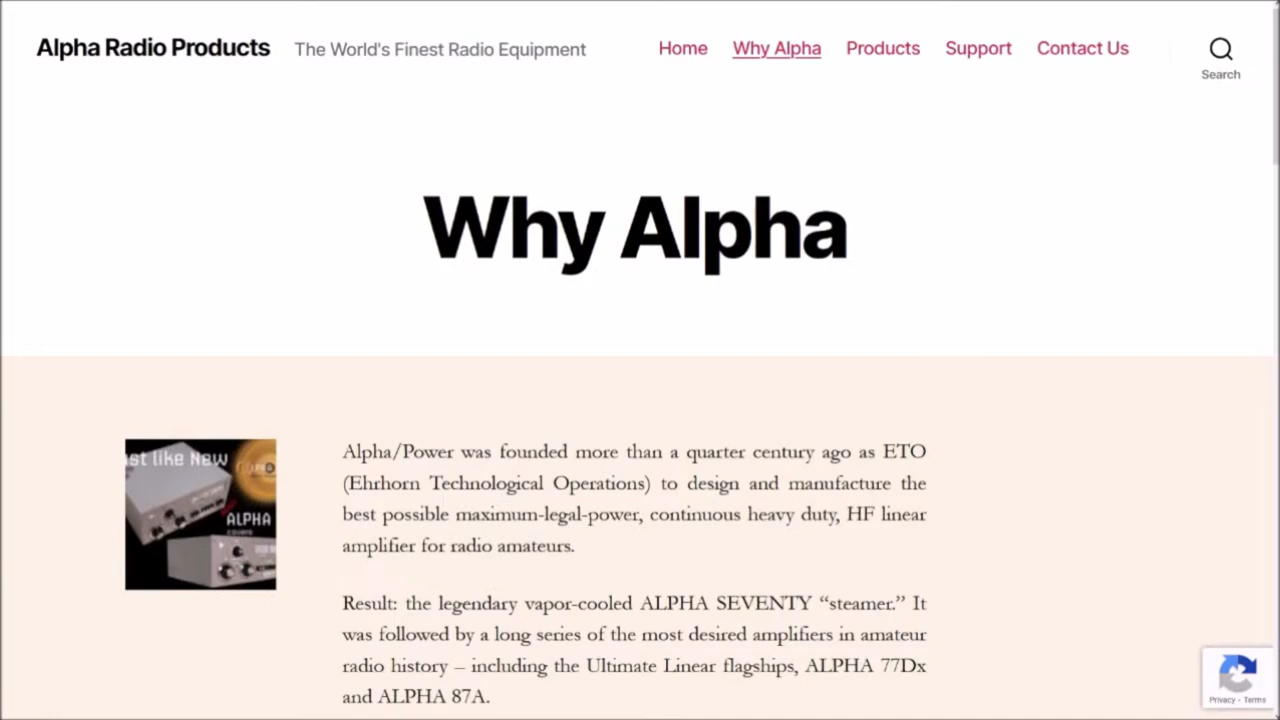 Alpha Radio Products
The World's Finest Radio Equipment
Home Why Alpha Products Support Contact Us
Search
Why Alpha
st like New
ALPHA
covers
Alpha/Power was founded more than a quarter century ago as ETO
(Ehrhorn Technological Operations) to design and manufacture the
best possible maximum-legal-power, continuous heavy duty, HF linear
amplifier for radio amateurs.
Result: the legendary vapor-cooled ALPHA SEVENTY “steamer.” It
was followed by a long series of the most desired amplifiers in amateur
radio history – including the Ultimate Linear flagships, ALPHA 77Dx
and ALPHA 87A.
Privacy - Terms